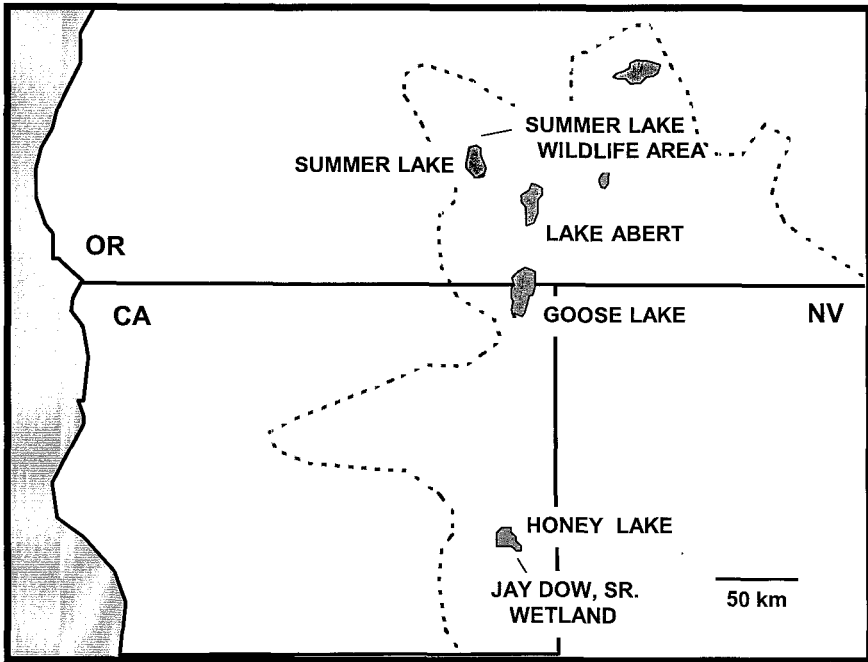 SUMMER LAKE
WILDLIFE AREA
SUMMER LAKE
LAKE ABERT
OR
CA
GOOSE LAKE
NV
HONEY LAKE
JAY DOW, SR.
WETLAND
50 km